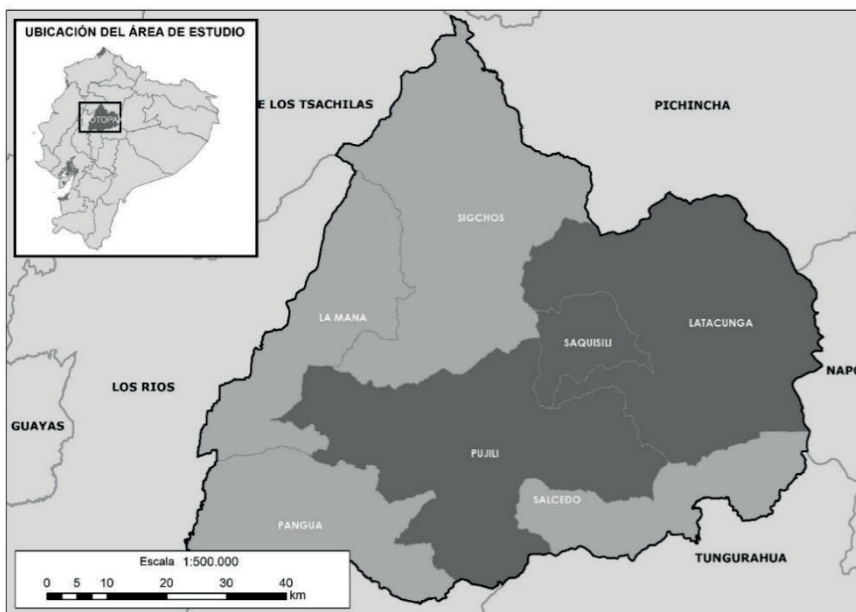 UBICACIÓN DEL ÁREA DE ESTUDIO
OTOPA
E LOS TSACHILAS
PICHINCHA
SIGCHOS
LA MANA
SAQUISILI
LATACUNGA
LOS RIOS
NAPO
GUAYAS
PUJILI
SALCEDO
PANGUA
TUNGURAHUA
Escala 1:500.000
0 5 10 20 30 40
km